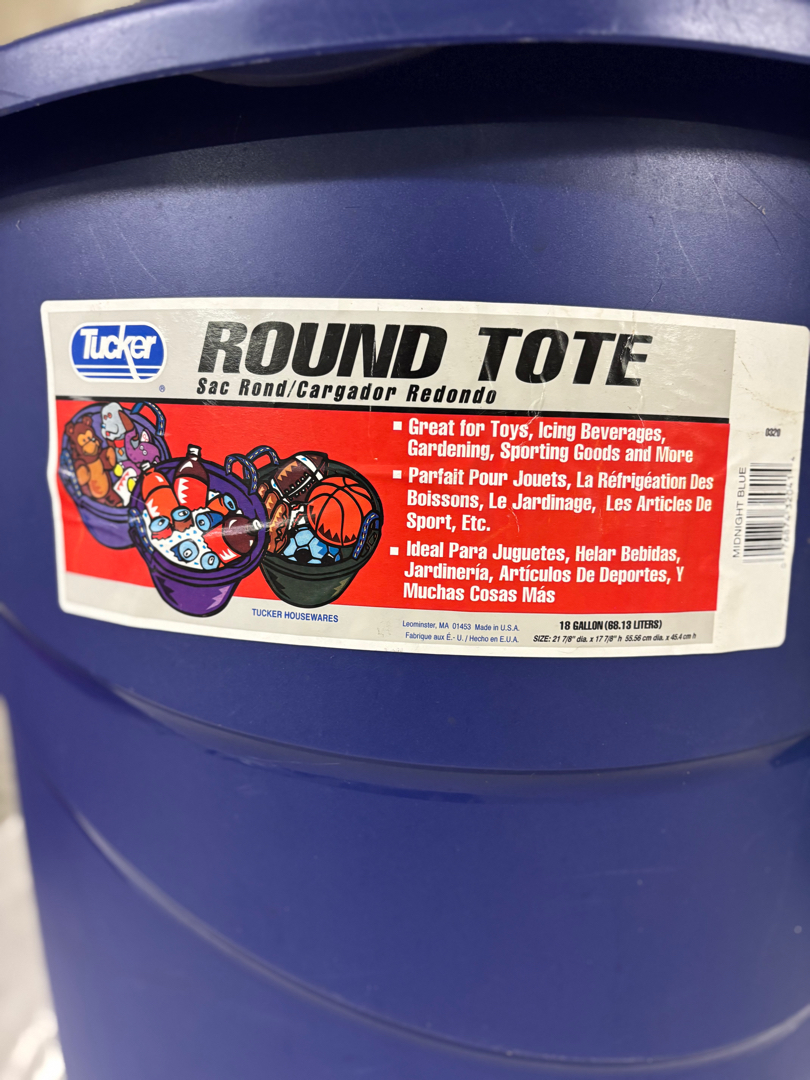 Tucker
®
ROUND TOTE
Sac Rond/Cargador Redondo
▪ Great for Toys, Icing Beverages,
Gardening, Sporting Goods and More
▪ Parfait Pour Jouets, La Réfrigéation Des
Boissons, Le Jardinage, Les Articles De
Sport, Etc.
▪ Ideal Para Juguetes, Helar Bebidas,
Jardinería, Artículos De Deportes, Y
Muchas Cosas Más
TUCKER HOUSEWARES
Leominster, MA 01453 Made in U.S.A.
Fabrique aux É.- U. / Hecho en E.U.A.
18 GALLON (68.13 LITERS)
SIZE: 21 7/8" dia. x 17 7/8" h 55.56 cm dia. x 45.4 cm h
MIDNIGHT BLUE